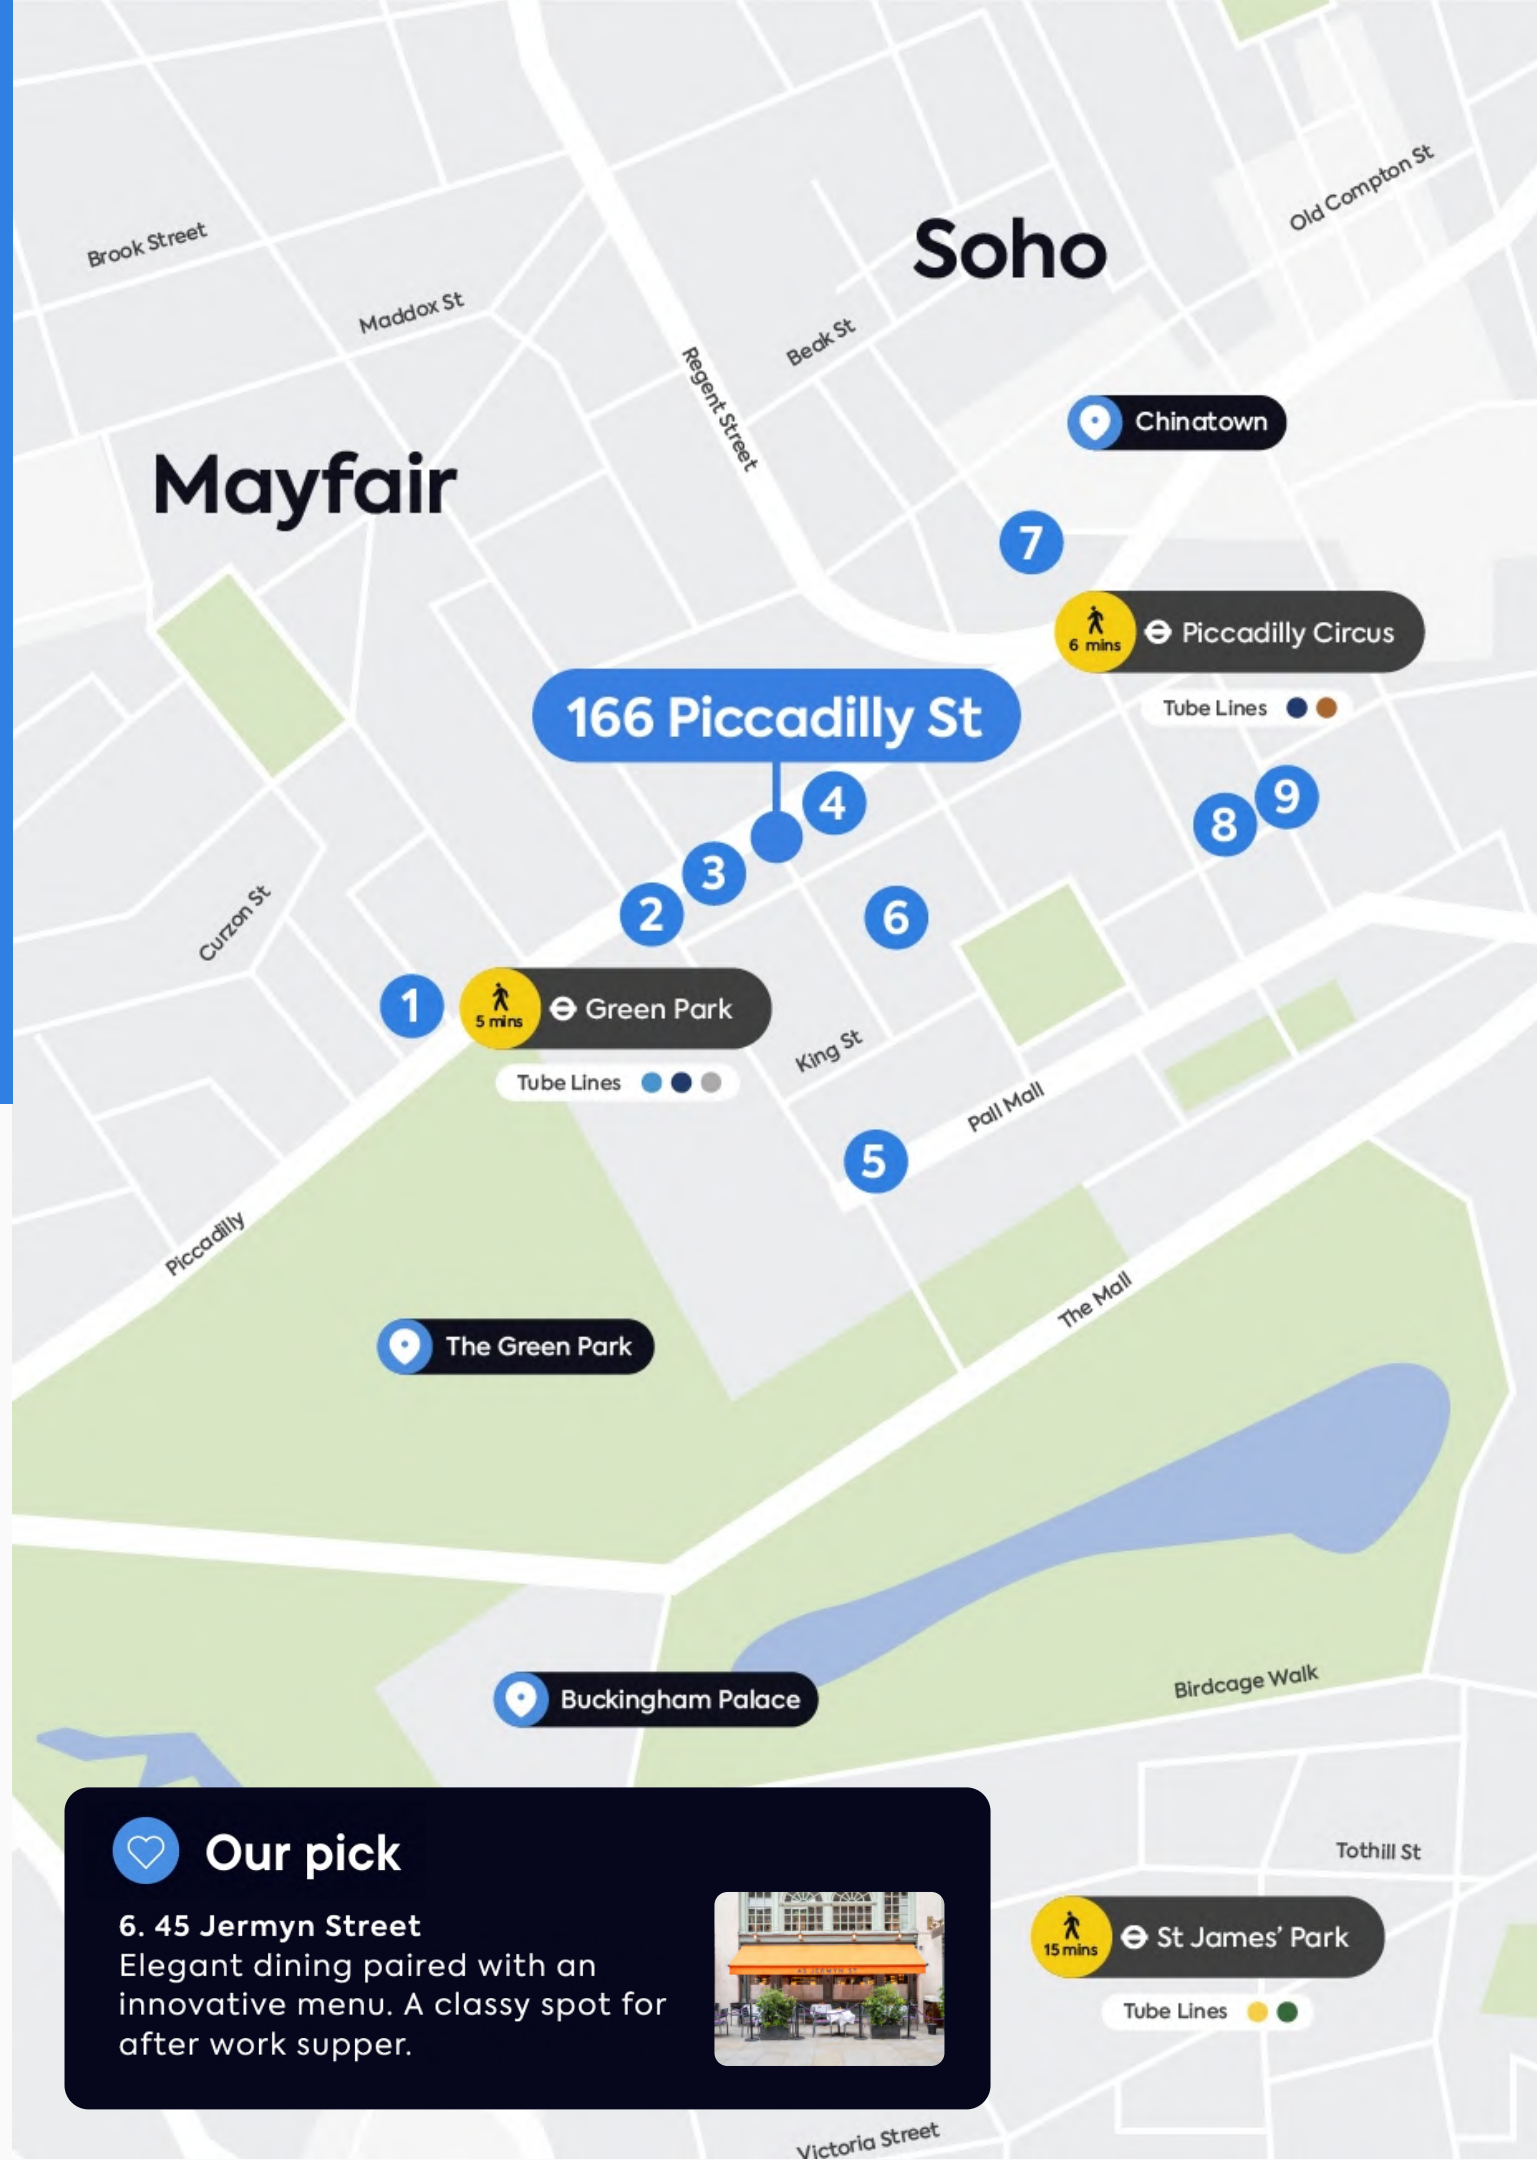 Old Compton St
Soho
Brook Street
Maddox St
Beak St
Regent Street
Chinatown
Mayfair
7
6 mins
Piccadilly Circus
Tube Lines
166 Piccadilly St
4
9
8
3
2
6
Curzon St
1
5 mins
Green Park
Tube Lines
King St
Pall Mall
5
Piccadilly
The Mall
The Green Park
Birdcage Walk
Buckingham Palace
Our pick
6. 45 Jermyn Street
Elegant dining paired with an
innovative menu. A classy spot for
after work supper.
45 JERMYN ST
Tothill St
15 mins
St James’ Park
Tube Lines
Victoria Street